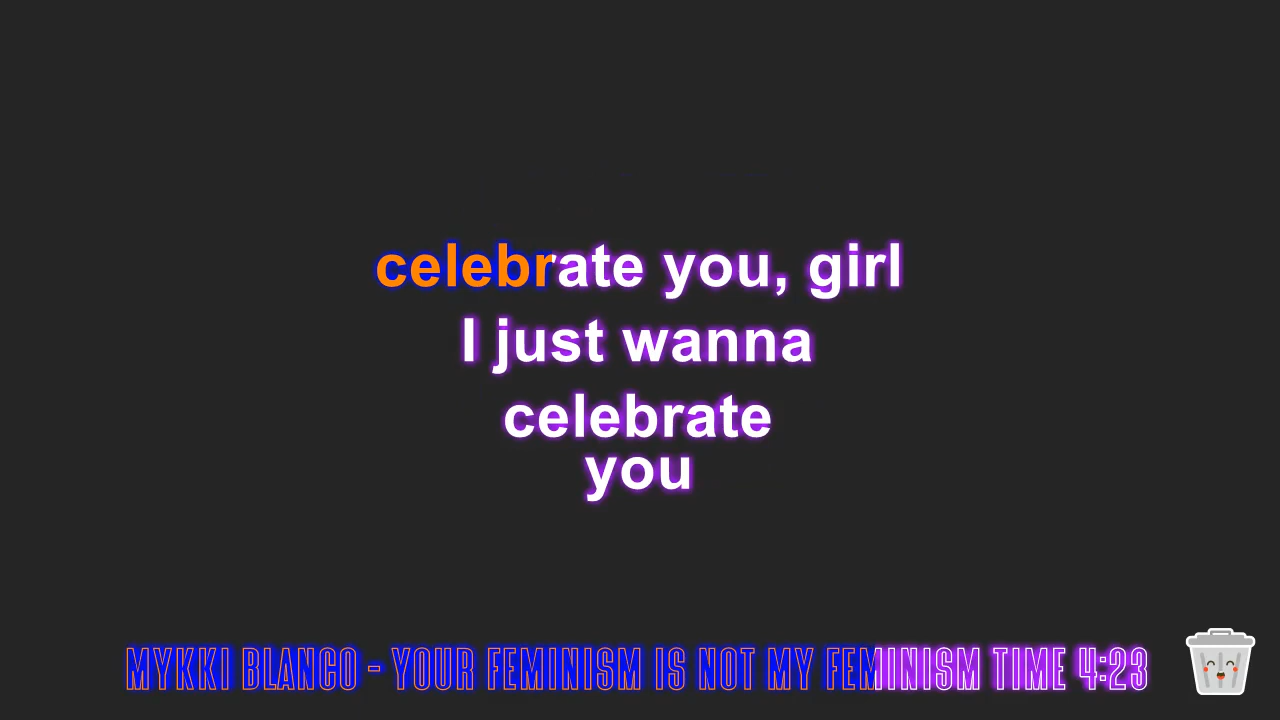 celebrate you, girl
I just wanna
celebrate
you
MYKKI BLANCO - YOUR FEMINISM IS NOT MY FEMINISM TIME 4:23